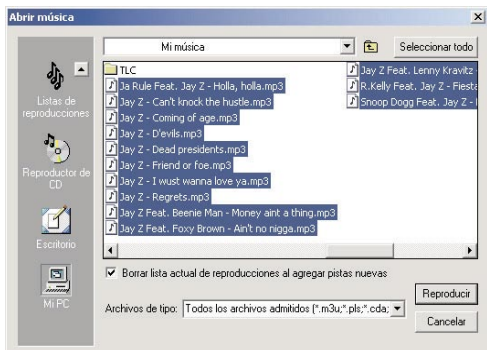 Abrir música
Mi música
Seleccionar todo
Listas de
reproducciones
Reproductor de
CD
Escritorio
Mi PC
TLC
Ja Rule Feat. Jay Z - Holla, holla.mp3
Jay Z - Can't knock the hustle.mp3
Jay Z - Coming of age.mp3
Jay Z - D'evils.mp3
Jay Z - Dead presidents.mp3
Jay Z - Friend or foe.mp3
Jay Z - I wust wanna love ya.mp3
Jay Z - Regrets.mp3
Jay Z Feat. Beenie Man - Money aint a thing.mp3
Jay Z Feat. Foxy Brown - Ain't no nigga.mp3
Jay Z Feat. Lenny Kravitz
R.Kelly Feat. Jay Z - Fiesta
Snoop Dogg Feat. Jay Z -
Borrar lista actual de reproducciones al agregar pistas nuevas
Archivos de tipo: Todos los archivos admitidos (*.m3u;*.pls;*.cda;
Reproducir
Cancelar